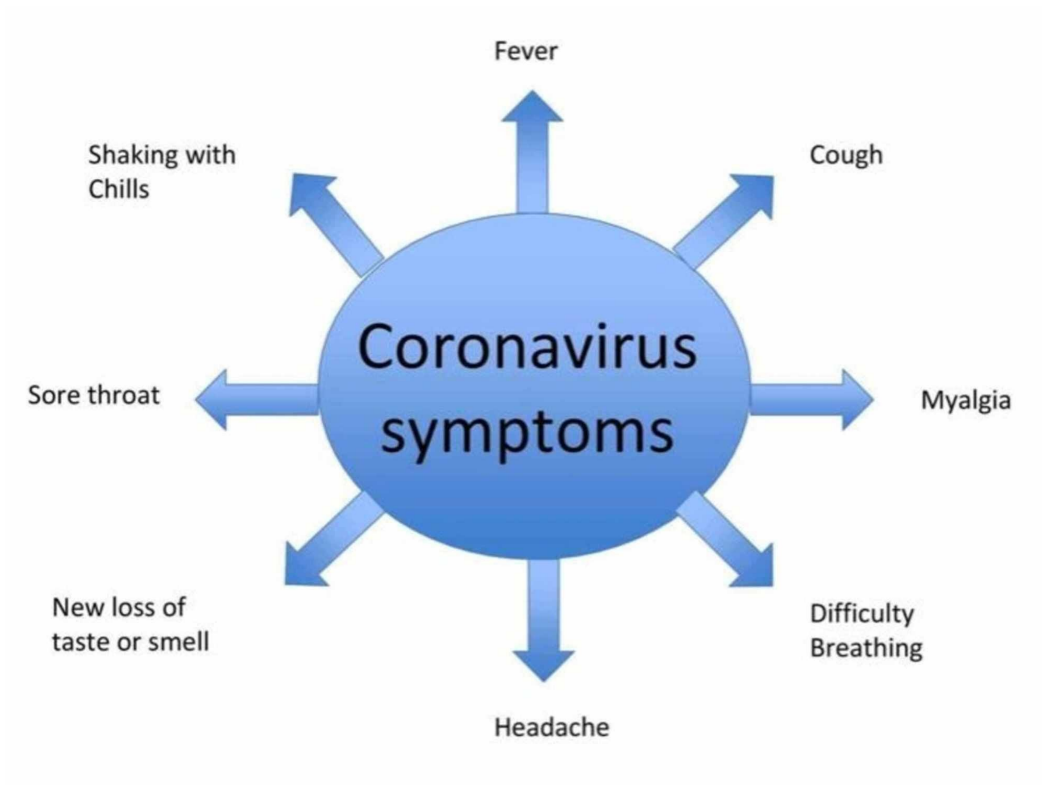 Fever
Shaking with
Chills
Cough
Coronavirus
symptoms
Sore throat
Myalgia
New loss of
taste or smell
Difficulty
Breathing
Headache